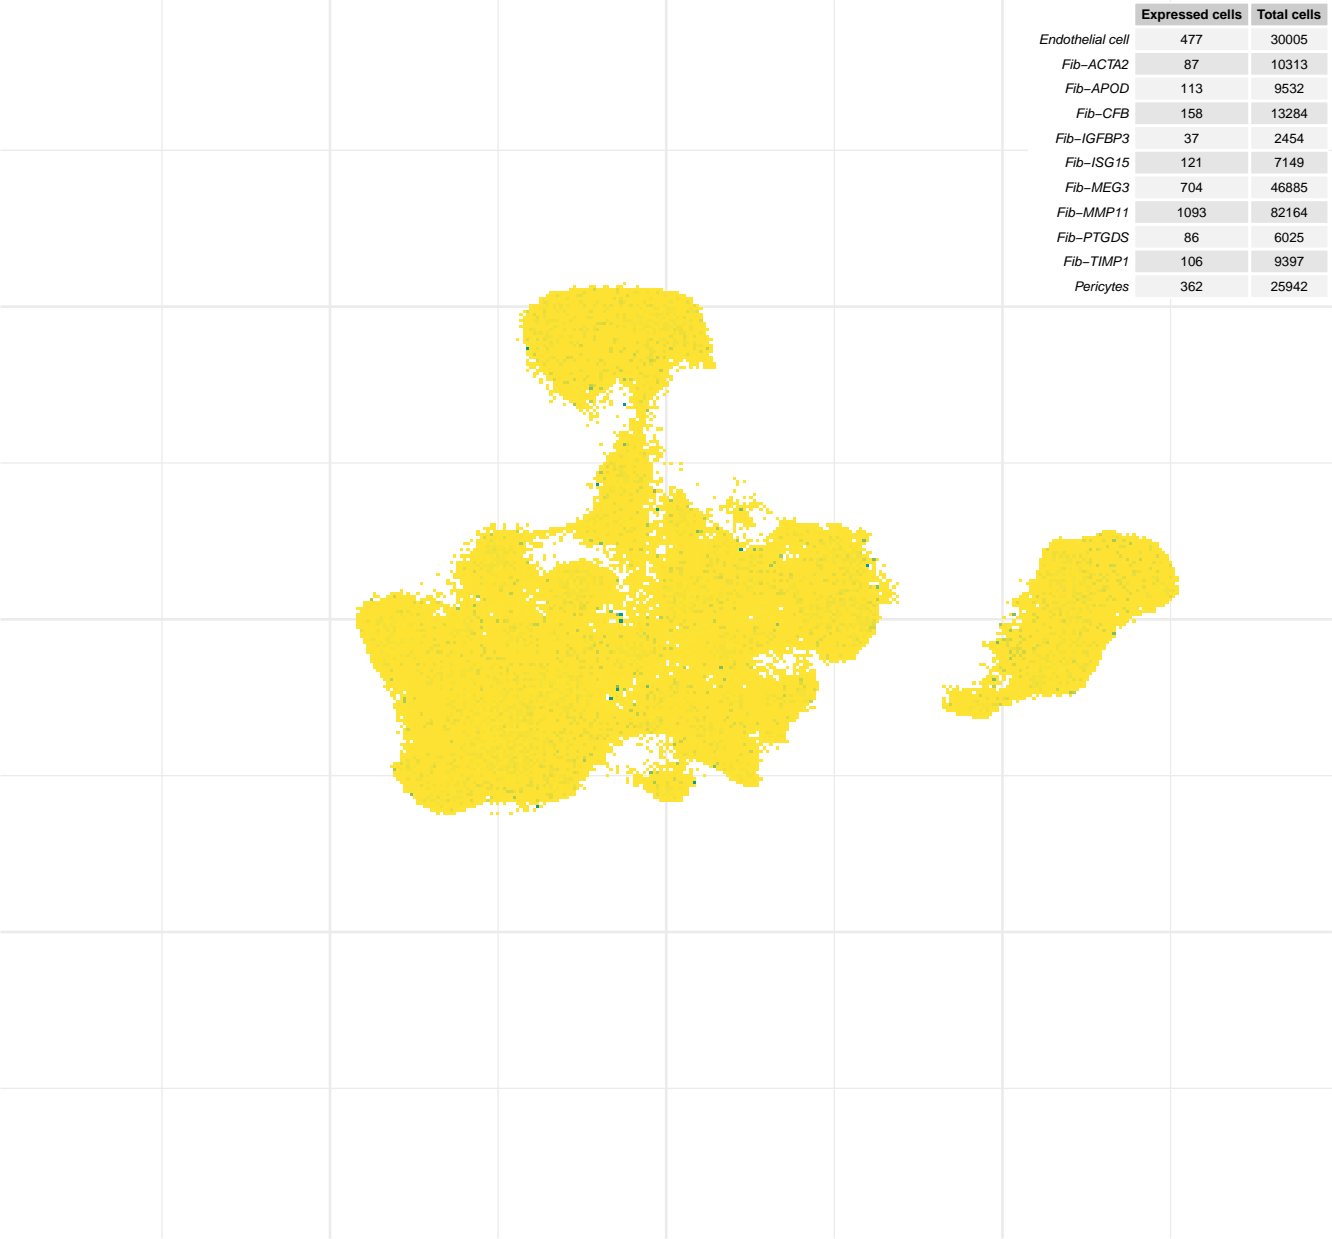 Expressed cells Total cells
Endothelial cell 477 30005
Fib−ACTA2 87 10313
Fib−APOD 113 9532
Fib−CFB 158 13284
Fib−IGFBP3 37 2454
Fib−ISG15 121 7149
Fib−MEG3 704 46885
Fib−MMP11 1093 82164
Fib−PTGDS 86 6025
Fib−TIMP1 106 9397
Pericytes 362 25942